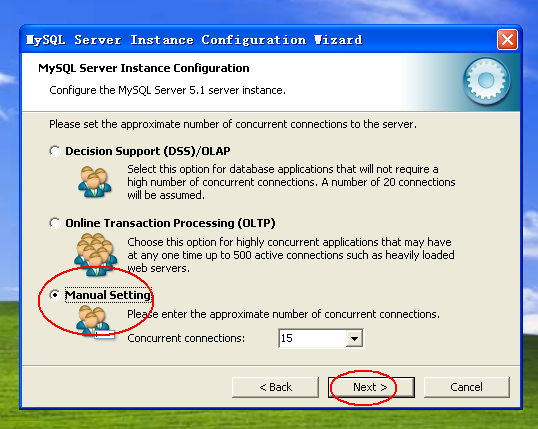 MySQL Server Instance Configuration Wizard
MySQL Server Instance Configuration
Configure the MySQL Server 5.1 server instance.
Please set the approximate number of concurrent connections to the server.
Decision Support (DSS)/OLAP
Select this option for database applications that will not require a
high number of concurrent connections. A number of 20 connections
will be assumed.
Online Transaction Processing (OLTP)
Choose this option for highly concurrent applications that may have
at any one time up to 500 active connections such as heavily loaded
web servers.
Manual Setting
Please enter the approximate number of concurrent connections.
Concurrent connections: 15
< Back Next > Cancel